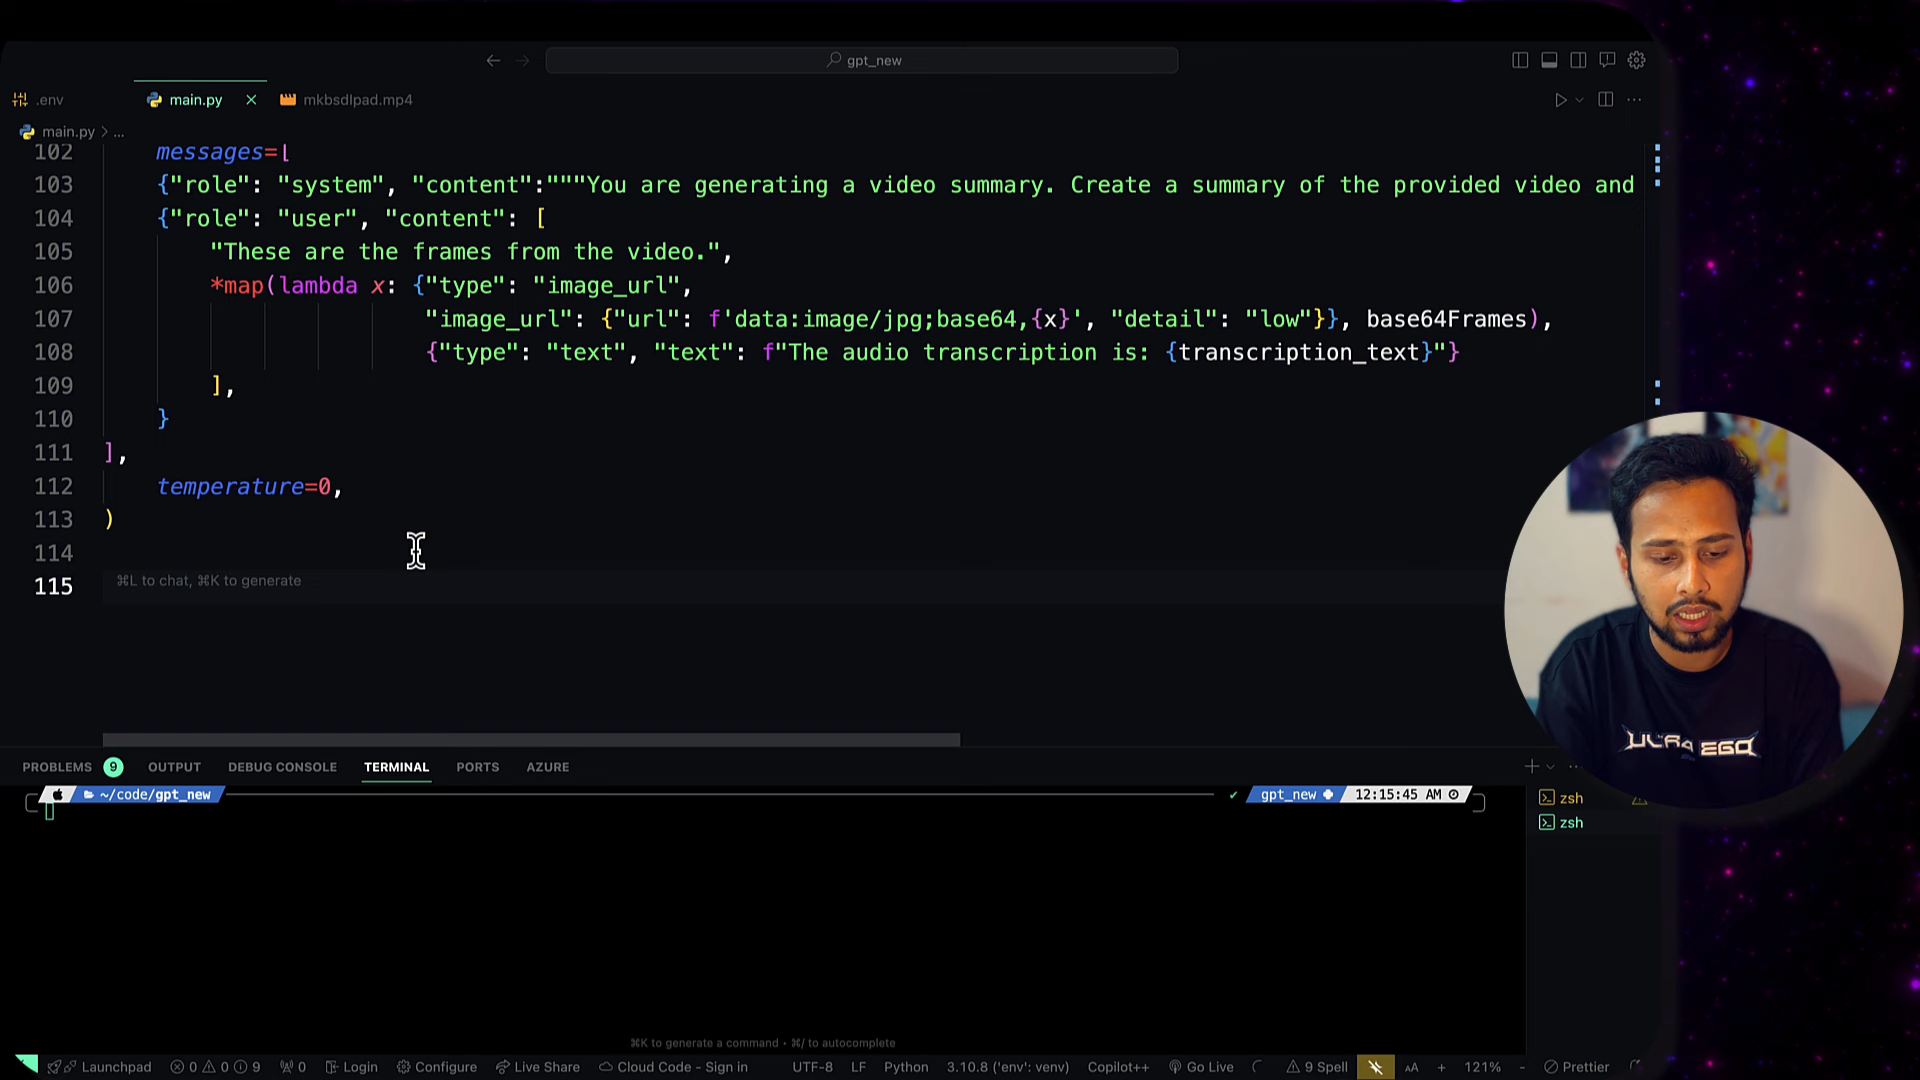 gpt_new
.env
main.py
mkbsdlpad.mp4
main.py > ...
102 messages=[
103 {"role": "system", "content":"""You are generating a video summary. Create a summary of the provided video and
104 {"role": "user", "content": [
105 "These are the frames from the video.",
106 *map(lambda x: {"type": "image_url",
107 "image_url": {"url": f'data:image/jpg;base64,{x}', "detail": "low"}}, base64Frames),
108 {"type": "text", "text": f"The audio transcription is: {transcription_text}"}
109 ],
110 }
111 ],
112 temperature=0,
113 )
114
115 ⌘L to chat, ⌘K to generate
ULTRA EGO
PROBLEMS 9 OUTPUT DEBUG CONSOLE TERMINAL PORTS AZURE
~/code/gpt_new ✓ gpt_new 12:15:45 AM
zsh
zsh
⌘K to generate a command • ⌘/ to autocomplete
Launchpad 0 0 9 0 Login Configure Live Share Cloud Code - Sign in UTF-8 LF Python 3.10.8 ('env': venv) Copilot++ Go Live 9 Spell AA + 121% - Prettier